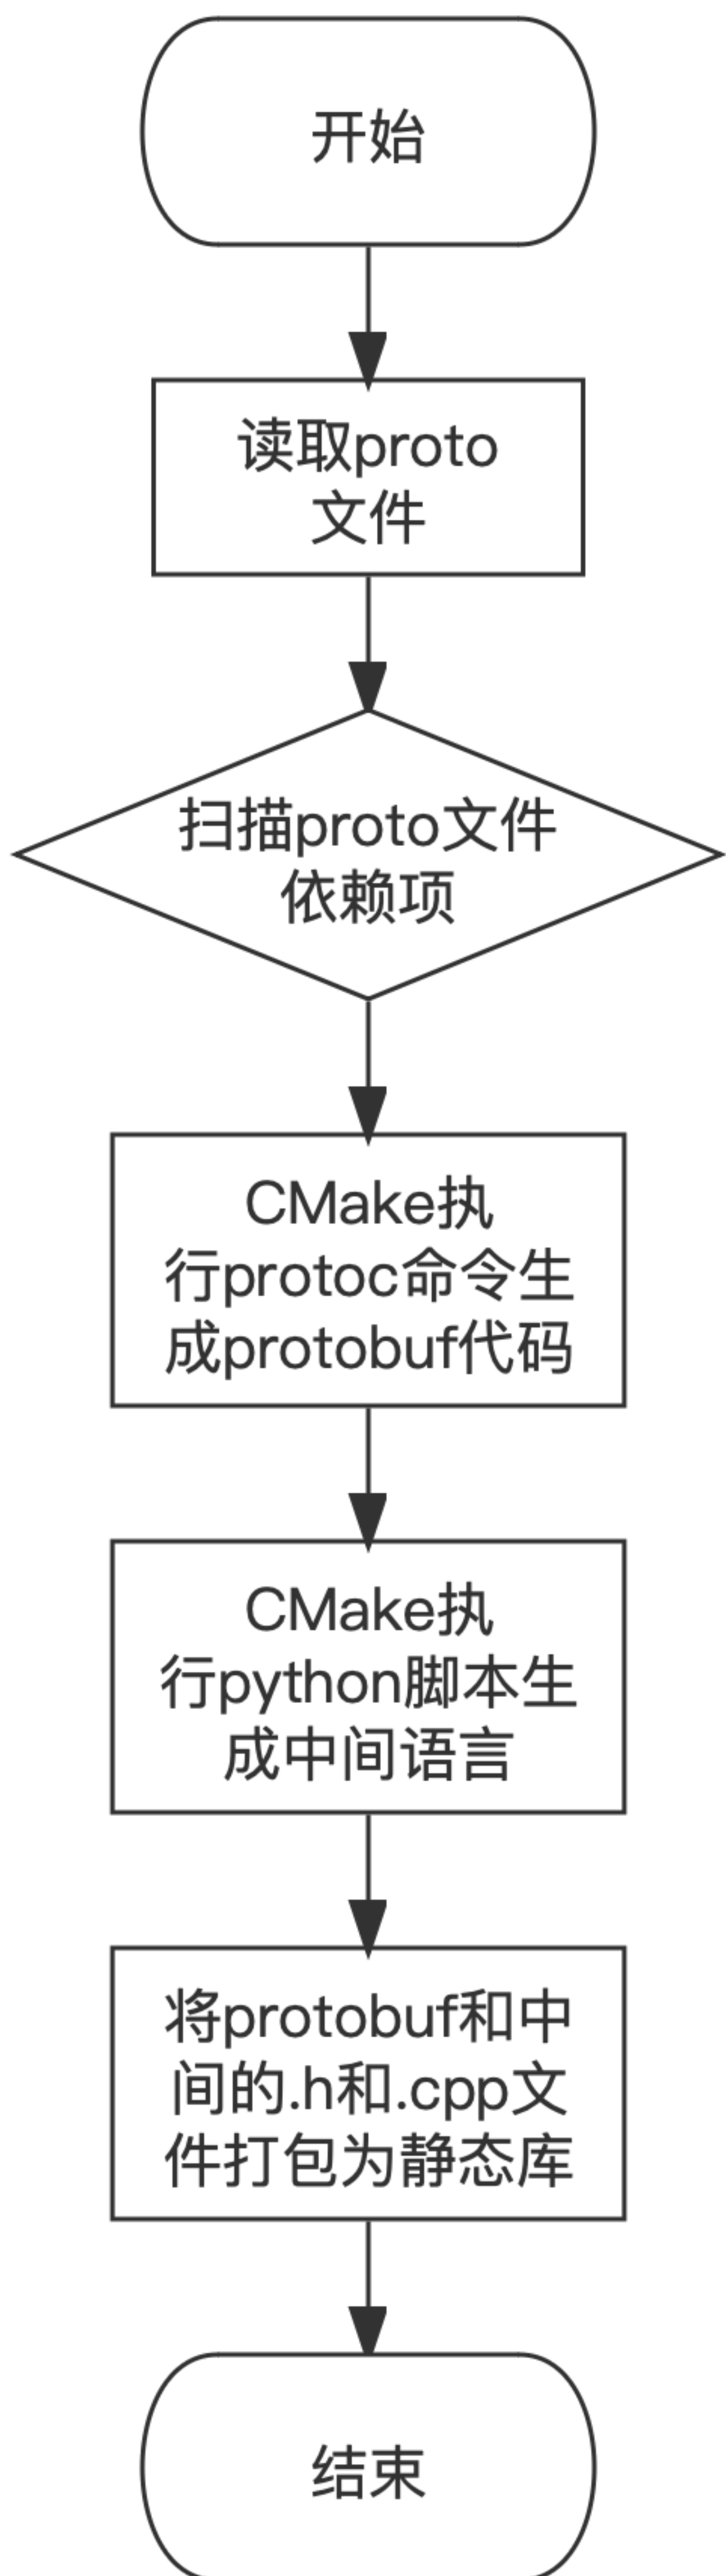 开始
读取proto
文件
扫描proto文件
依赖项
CMake执
行protoc命令生
成protobuf代码
CMake执
行python脚本生
成中间语言
将protobuf和中
间的.h和.cpp文
件打包为静态库
结束